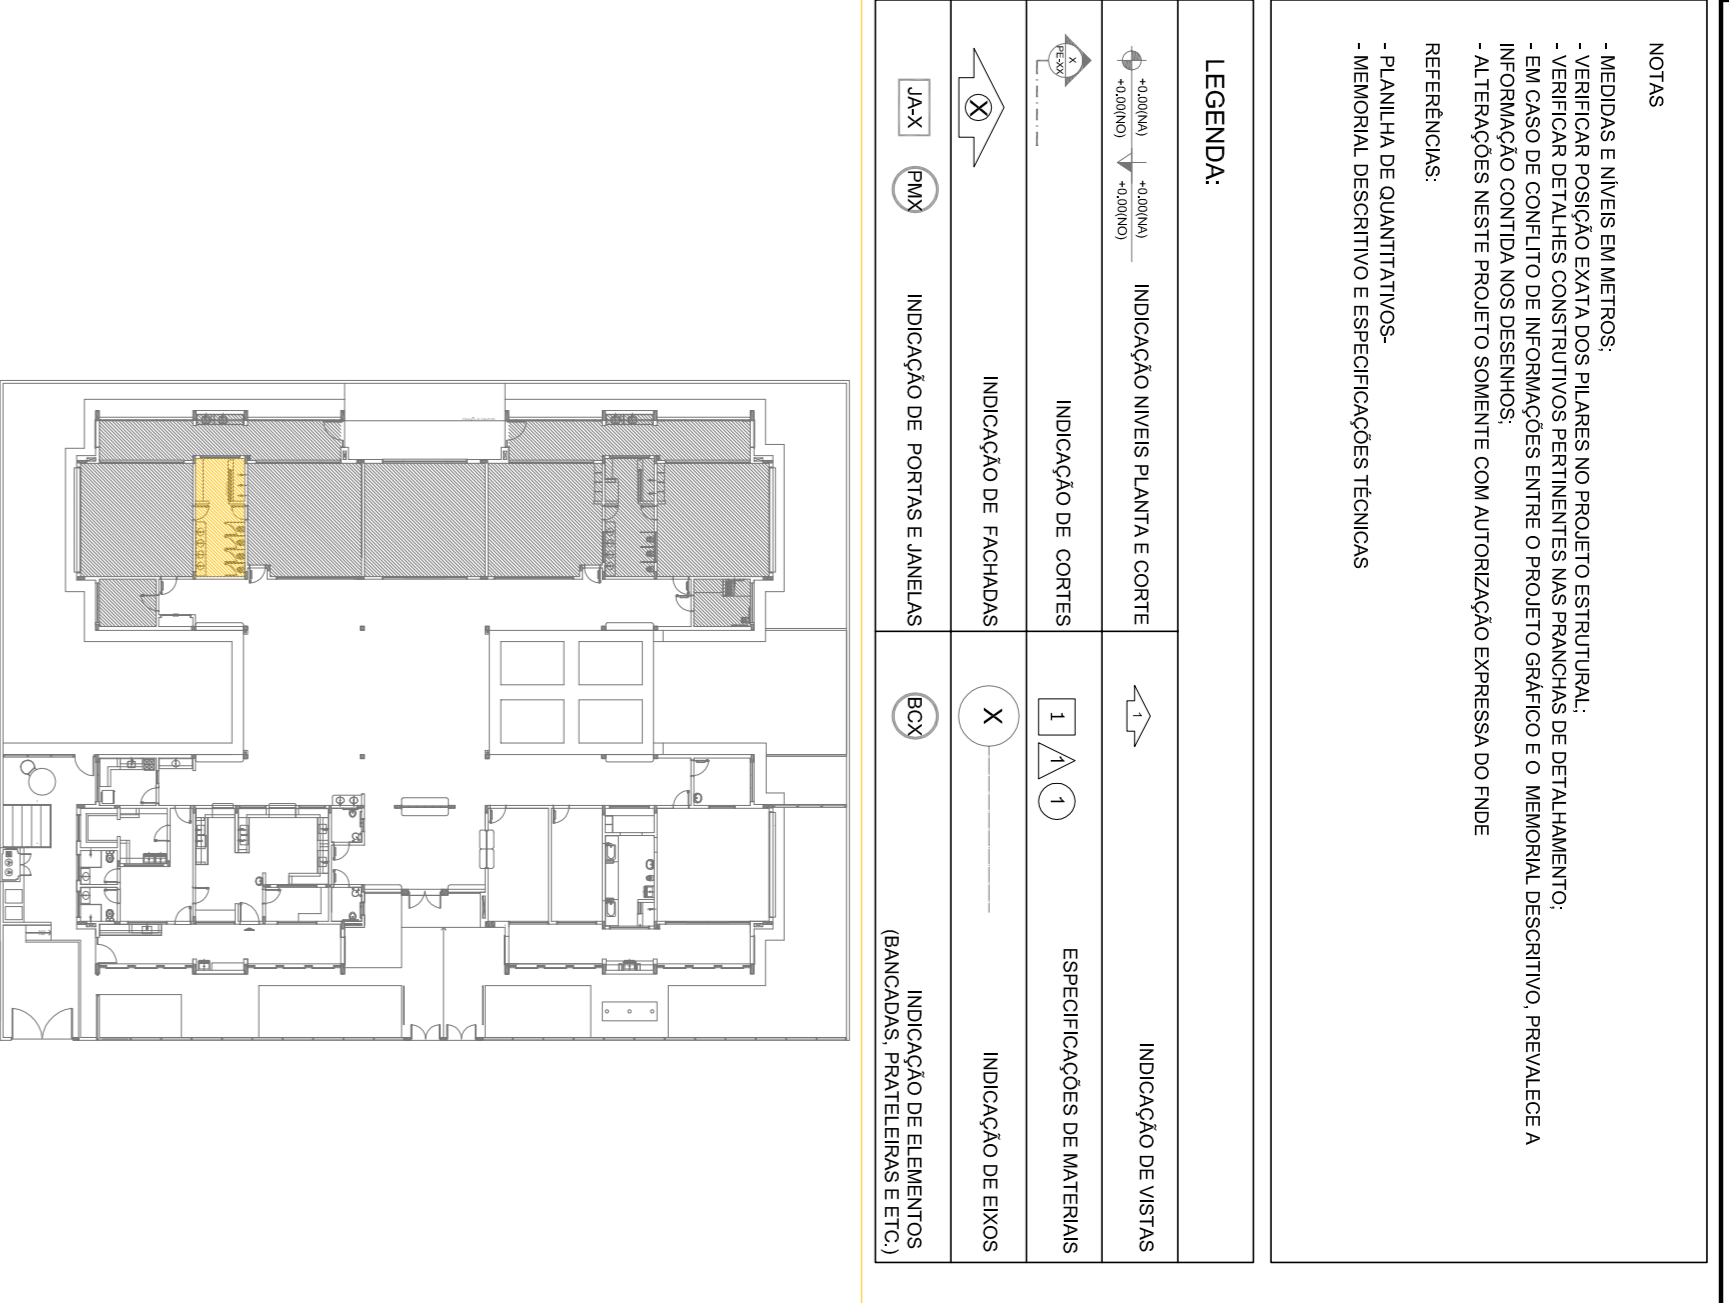 NOTAS
- MEDIDAS E NÍVEIS EM METROS;
- VERIFICAR POSIÇÃO EXATA DOS PILARES NO PROJETO ESTRUTURAL;
- VERIFICAR DETALHES CONSTRUTIVOS PERTINENTES NAS PRANCHAS DE DETALHAMENTO;
- EM CASO DE CONFLITO DE INFORMAÇÕES ENTRE O PROJETO GRÁFICO E O MEMORIAL DESCRITIVO, PREVALECE A
INFORMAÇÃO CONTIDA NOS DESENHOS;
- ALTERAÇÕES NESTE PROJETO SOMENTE COM AUTORIZAÇÃO EXPRESSA DO FNDE
REFERÊNCIAS:
- PLANILHA DE QUANTITATIVOS-
- MEMORIAL DESCRITIVO E ESPECIFICAÇÕES TÉCNICAS
LEGENDA:
+0.00(NA) +0.00(NA)
+0.00(NO) +0.00(NO)
INDICAÇÃO NIVEIS PLANTA E CORTE
1
INDICAÇÃO DE VISTAS
X
PE-XX
INDICAÇÃO DE CORTES
1 1 1
ESPECIFICAÇÕES DE MATERIAIS
X
INDICAÇÃO DE FACHADAS
X
INDICAÇÃO DE EIXOS
JA-X PMX
INDICAÇÃO DE PORTAS E JANELAS
BCX
INDICAÇÃO DE ELEMENTOS
(BANCADAS, PRATELEIRAS E ETC.)